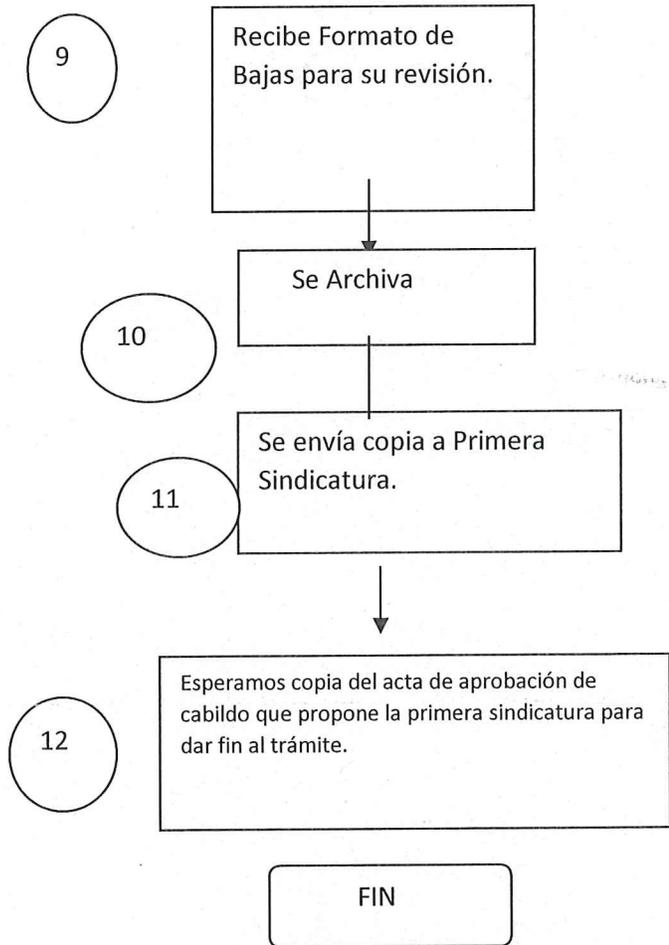 9
Recibe Formato de
Bajas para su revisión.
Se Archiva
10
Se envía copia a Primera
Sindicatura.
11
Esperamos copia del acta de aprobación de
cabildo que propone la primera sindicatura para
dar fin al trámite.
12
FIN